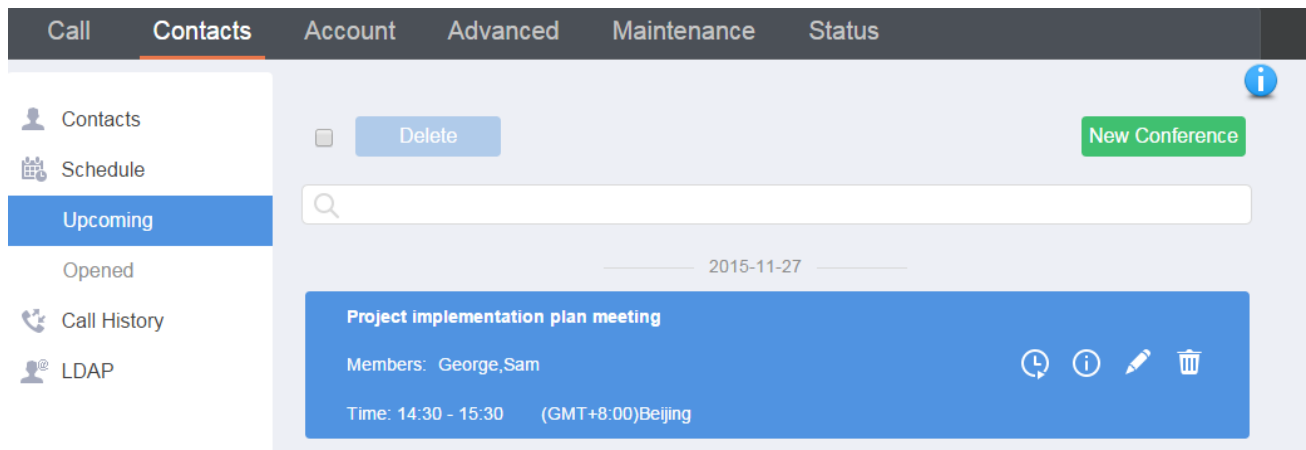 Call Contacts Account Advanced Maintenance Status
Contacts
Schedule
Upcoming
Opened
Call History
LDAP
Delete
New Conference
2015-11-27
Project implementation plan meeting
Members: George,Sam
Time: 14:30 - 15:30 (GMT+8:00)Beijing